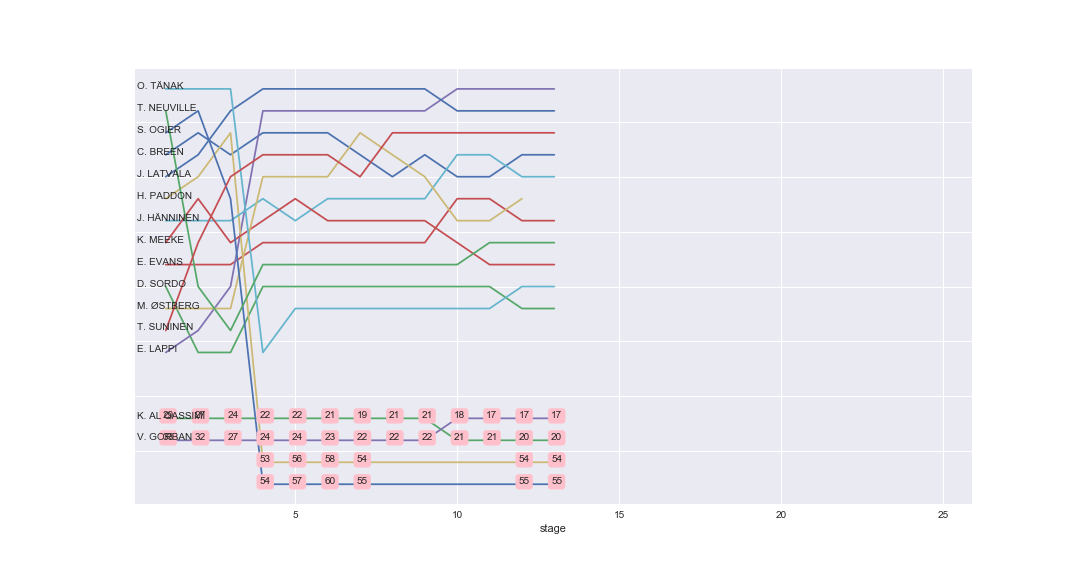 O. TÄNAK
T. NEUVILLE
S. OGIER
C. BREEN
J. LATVALA
H. PADDON
J. HÄNNINEN
K. MEEKE
E. EVANS
D. SORDO
M. ØSTBERG
T. SUNINEN
E. LAPPI
K. AL QASSIMI 24 22 22 21 19 21 21 18 17 17 17
V. GORBAN 32 27 24 24 23 22 22 22 21 21 20 20
53 56 58 54 54 54
54 57 60 55 55 55
5 10 15 20 25
stage